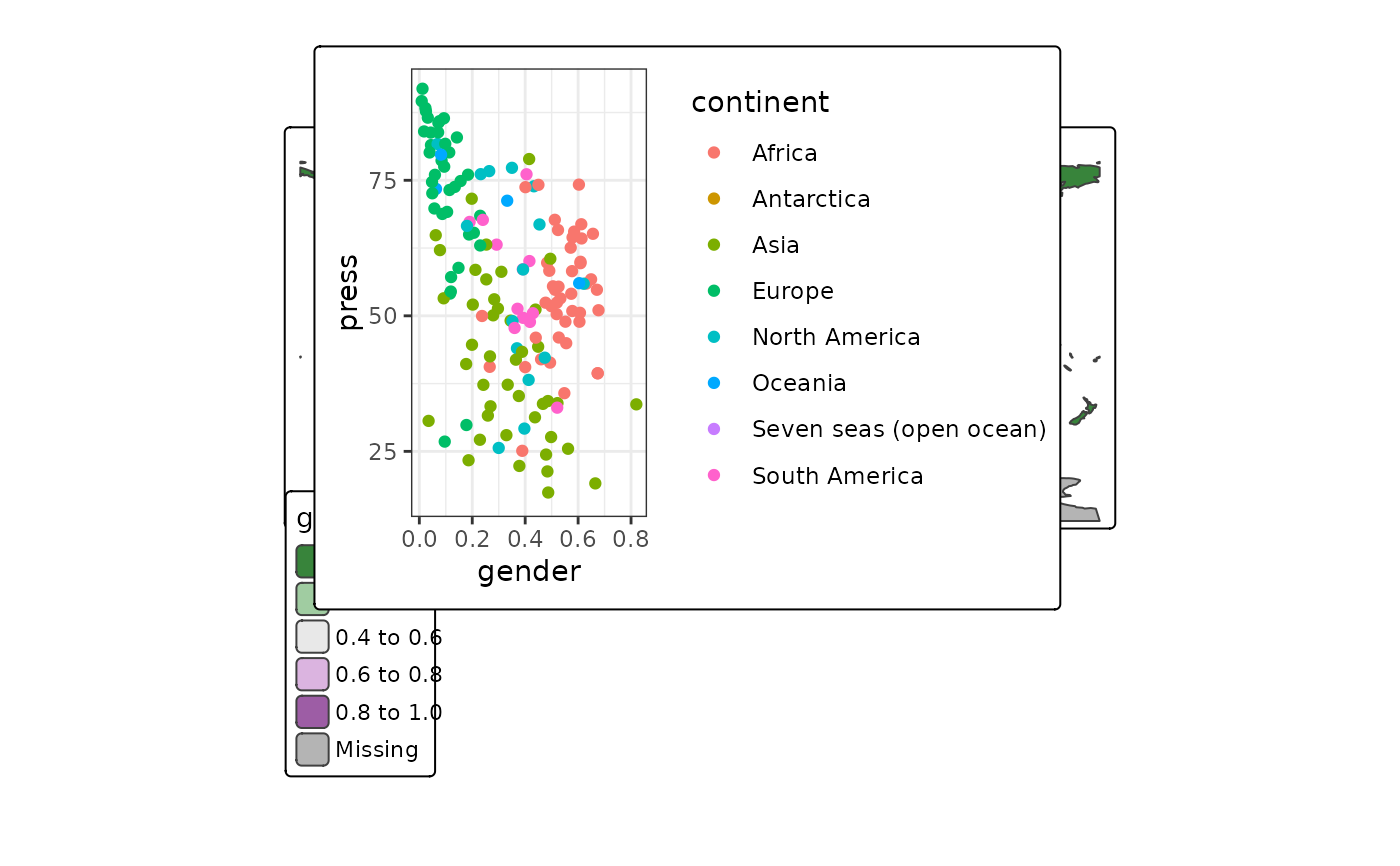 continent
Africa
Antarctica
Asia
Europe
North America
Oceania
Seven seas (open ocean)
South America
press
75
50
25
0.0 0.2 0.4 0.6 0.8
gender
g
0.4 to 0.6
0.6 to 0.8
0.8 to 1.0
Missing